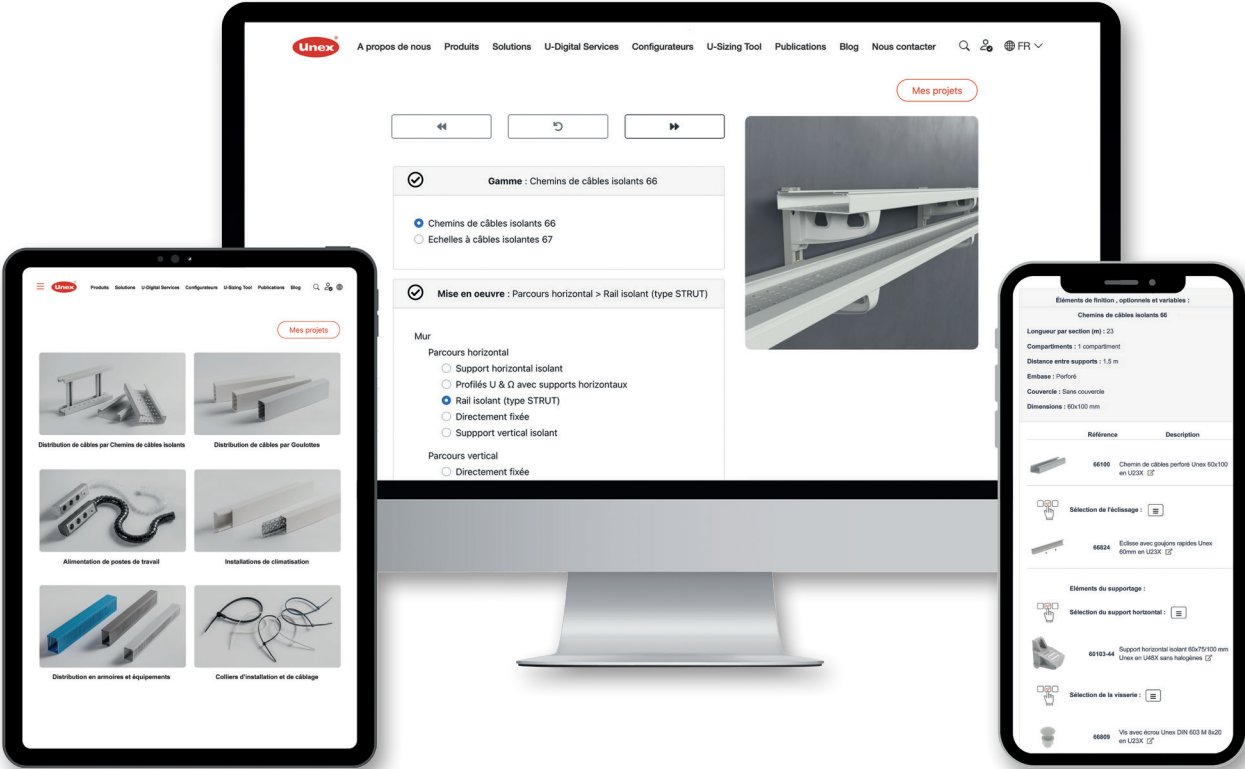 Unex
A propos de nous Produits Solutions U-Digital Services Configurateurs U-Sizing Tool Publications Blog Nous contacter FR
Mes projets
Gamme : Chemins de câbles isolants 66
Chemins de câbles isolants 66
Echelles à câbles isolantes 67
Mise en oeuvre : Parcours horizontal > Rail isolant (type STRUT)
Mur
Parcours horizontal
Support horizontal isolant
Profilés U & Ω avec supports horizontaux
Rail isolant (type STRUT)
Directement fixée
Suppport vertical isolant
Parcours vertical
Directement fixée
Unex
Produits Solutions U-Digital Services Configurateurs U-Sizing Tool Publications Blog
Mes projets
Distribution de câbles par Chemins de câbles isolants
Distribution de câbles par Goulottes
Alimentation de postes de travail
Installations de climatisation
Distribution en armoires et équipements
Colliers d'installation et de câblage
Éléments de finition , optionnels et variables :
Chemins de câbles isolants 66
Longueur par section (m) : 23
Compartiments : 1 compartiment
Distance entre supports : 1,5 m
Embase : Perforé
Couvercle : Sans couvercle
Dimensions : 60x100 mm
Référence Description
66100 Chemin de câbles perforé Unex 60x100
en U23X
Sélection de l'éclissage :
66824 Eclisse avec goujons rapides Unex
60mm en U23X
Eléments du supportage :
Sélection du support horizontal :
60103-44 Support horizontal isolant 60x75/100 mm
Unex en U48X sans halogènes
Sélection de la visserie :
66809 Vis avec écrou Unex DIN 603 M 8x20
en U23X